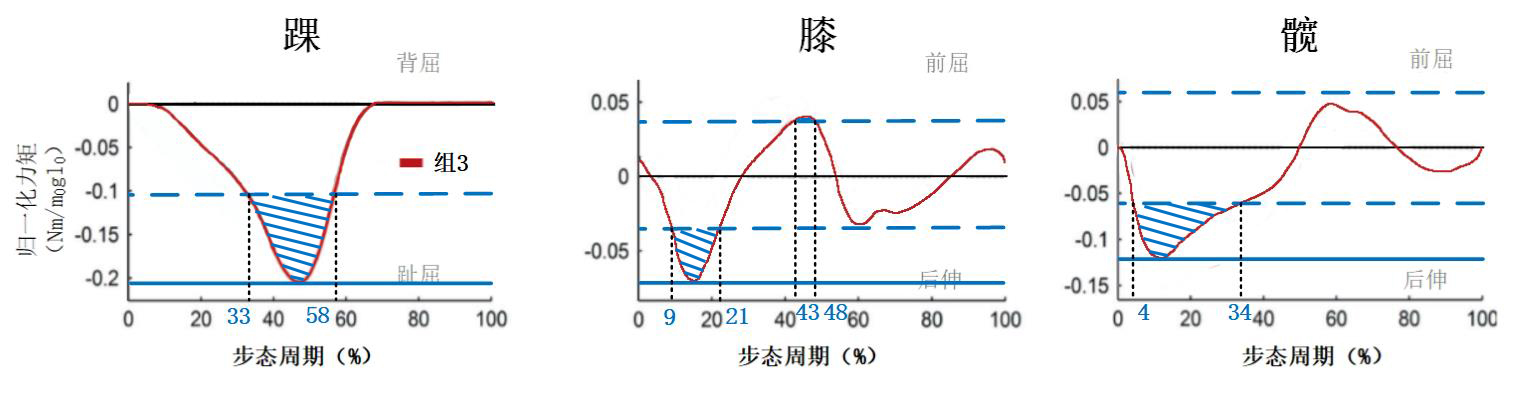 踝
背屈
0
-0.05
-0.1
-0.15
-0.2
归一化力矩
(Nm/mogl₀)
组3
趾屈
0 20 33 40 58 60 80 100
步态周期（%）
膝
前屈
0.05
0
-0.05
后伸
0 9 20 21 40 43 48 60 80 100
步态周期（%）
髋
前屈
0.05
0
-0.05
-0.1
-0.15
后伸
0 4 20 34 40 60 80 100
步态周期（%）